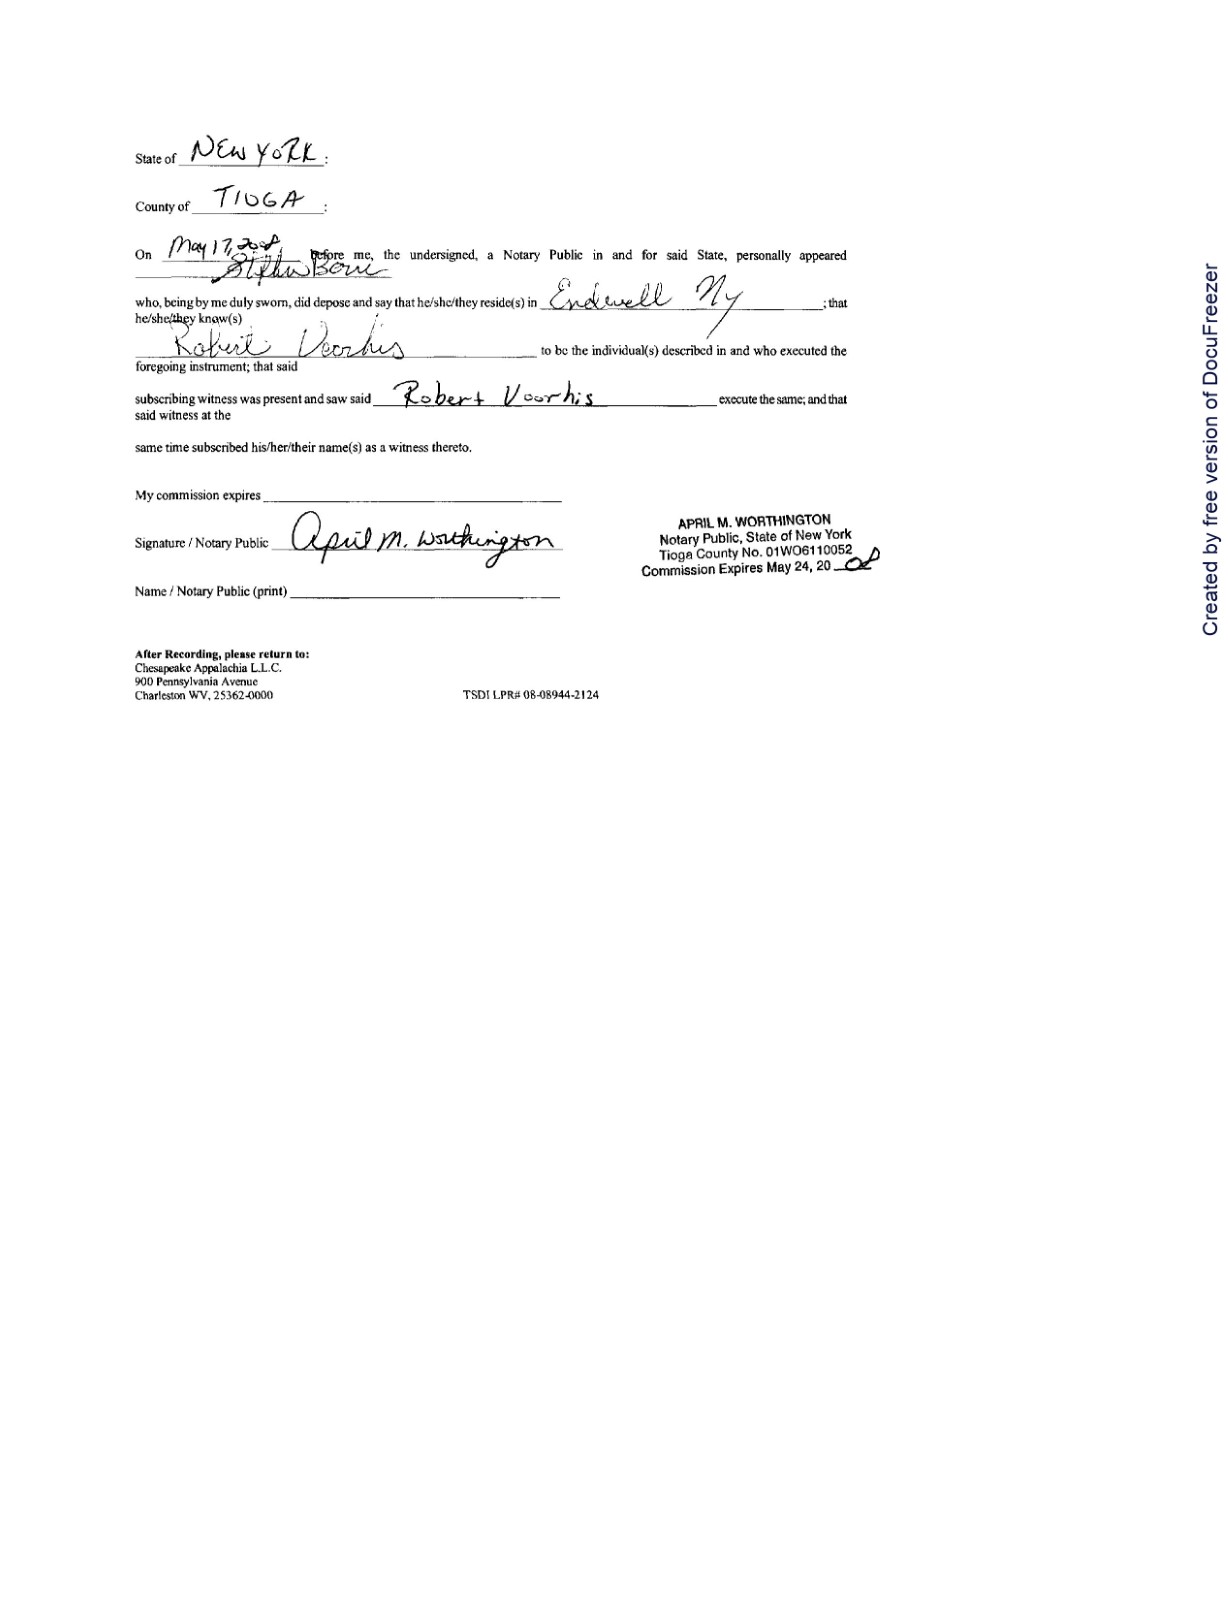 State of NEW YORK :
County of TIOGA :
On May 17, 2008, Before me, the undersigned, a Notary Public in and for said State, personally appeared
who, being by me duly sworn, did depose and say that he/she/they reside(s) in Endwell Ny ; that
he/she/they know(s)
Robert Voorhis to be the individual(s) described in and who executed the
foregoing instrument; that said
subscribing witness was present and saw said Robert Voorhis execute the same; and that
said witness at the
same time subscribed his/her/their name(s) as a witness thereto.
My commission expires
Signature / Notary Public April M. Worthington
APRIL M. WORTHINGTON
Notary Public, State of New York
Tioga County No. 01WO6110052
Commission Expires May 24, 20 08
Name / Notary Public (print)
After Recording, please return to:
Chesapeake Appalachia L.L.C.
900 Pennsylvania Avenue
Charleston WV, 25362-0000 TSDI LPR# 08-08944-2124
Created by free version of DocuFreezer